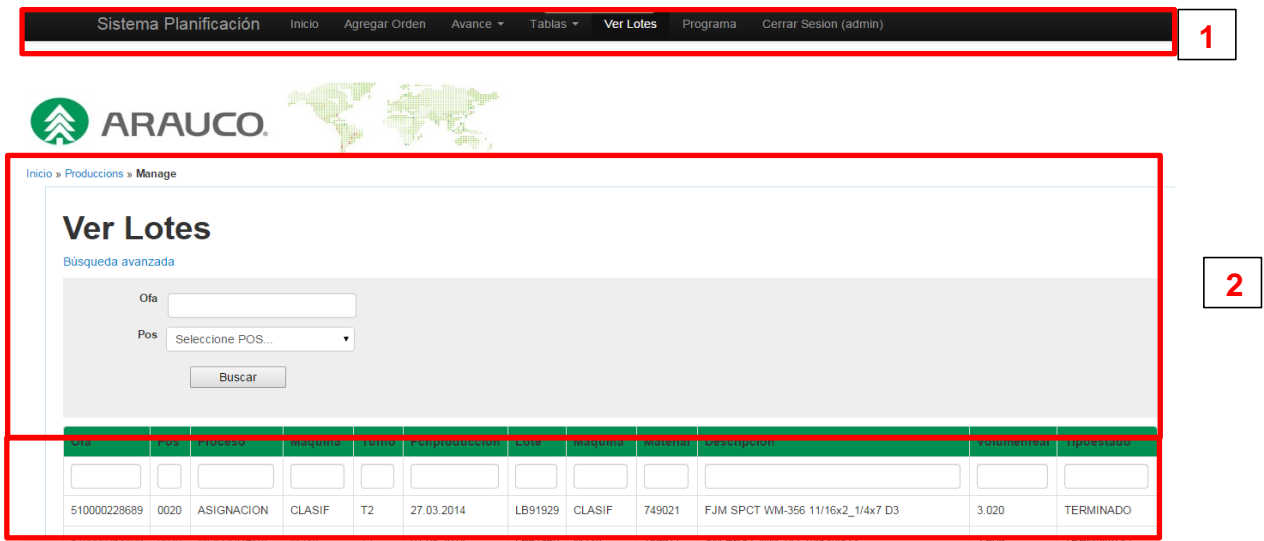 Sistema Planificación Inicio Agregar Orden Avance Tablas Ver Lotes Programa Cerrar Sesion (admin)
1
ARAUCO.
Inicio » Produccions » Manage
Ver Lotes
Búsqueda avanzada
2
Ofa
Pos Seleccione POS...
Buscar
Ofa Pos Proceso Maquina Turno Fchproduccion Lote Maquina Material Descripcion Volumenreal Tipoestado
510000228689 0020 ASIGNACION CLASIF T2 27.03.2014 LB91929 CLASIF 749021 FJM SPCT WM-356 11/16x2_1/4x7 D3 3.020 TERMINADO